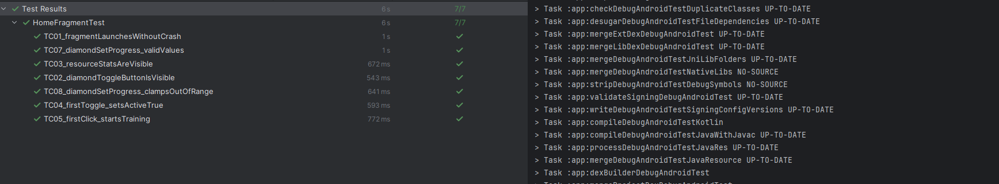 Test Results 6 s 7/7
HomeFragmentTest 6 s 7/7
TC01_fragmentLaunchesWithoutCrash 1 s
TC07_diamondSetProgress_validValues 1 s
TC03_resourceStatsAreVisible 672 ms
TC02_diamondToggleButtonIsVisible 543 ms
TC08_diamondSetProgress_clampsOutOfRange 641 ms
TC04_firstToggle_setsActiveTrue 593 ms
TC05_firstClick_startsTraining 772 ms
> Task :app:checkDebugAndroidTestDuplicateClasses UP-TO-DATE
> Task :app:desugarDebugAndroidTestFileDependencies UP-TO-DATE
> Task :app:mergeExtDexDebugAndroidTest UP-TO-DATE
> Task :app:mergeLibDexDebugAndroidTest UP-TO-DATE
> Task :app:mergeDebugAndroidTestJniLibFolders UP-TO-DATE
> Task :app:mergeDebugAndroidTestNativeLibs NO-SOURCE
> Task :app:stripDebugAndroidTestDebugSymbols NO-SOURCE
> Task :app:validateSigningDebugAndroidTest UP-TO-DATE
> Task :app:writeDebugAndroidTestSigningConfigVersions UP-TO-DATE
> Task :app:compileDebugAndroidTestKotlin
> Task :app:compileDebugAndroidTestJavaWithJavac UP-TO-DATE
> Task :app:processDebugAndroidTestJavaRes UP-TO-DATE
> Task :app:mergeDebugAndroidTestJavaResource UP-TO-DATE
> Task :app:dexBuilderDebugAndroidTest
> Task :app:mergeProjectDexDebugAndroidTest